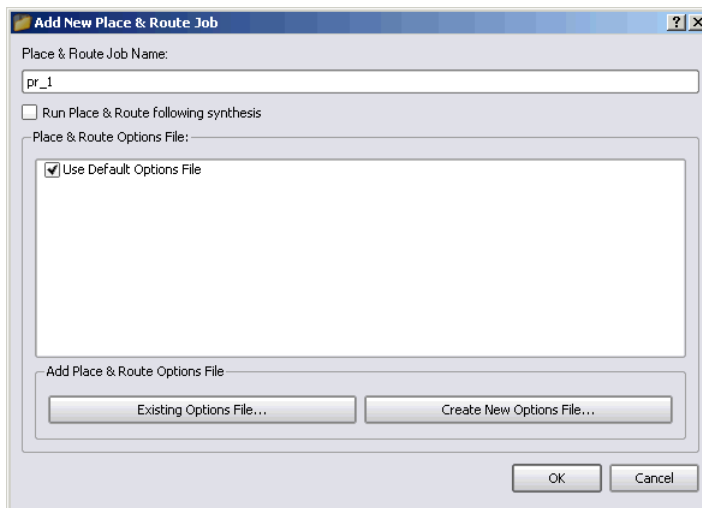 Add New Place & Route Job
Place & Route Job Name:
pr_1
Run Place & Route following synthesis
Place & Route Options File:
Use Default Options File
Add Place & Route Options File
Existing Options File...
Create New Options File...
OK
Cancel